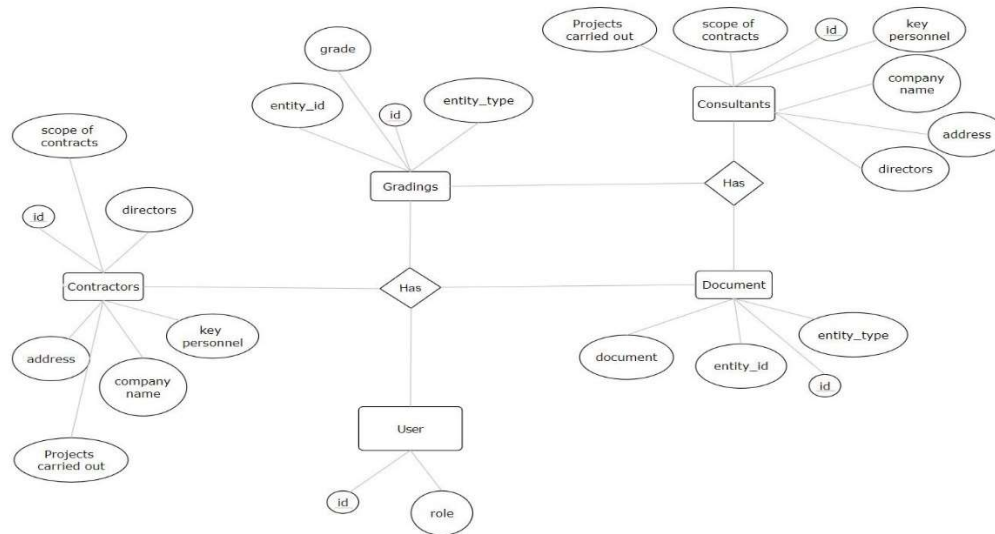 Projects
carried out
scope of
contracts
id
key
personnel
grade
company
name
Consultants
entity_id
id
entity_type
address
scope of
contracts
directors
Has
Gradings
directors
id
Contractors
Has
Document
key
personnel
entity_type
address
document
entity_id
company
name
id
User
Projects
carried out
id
role